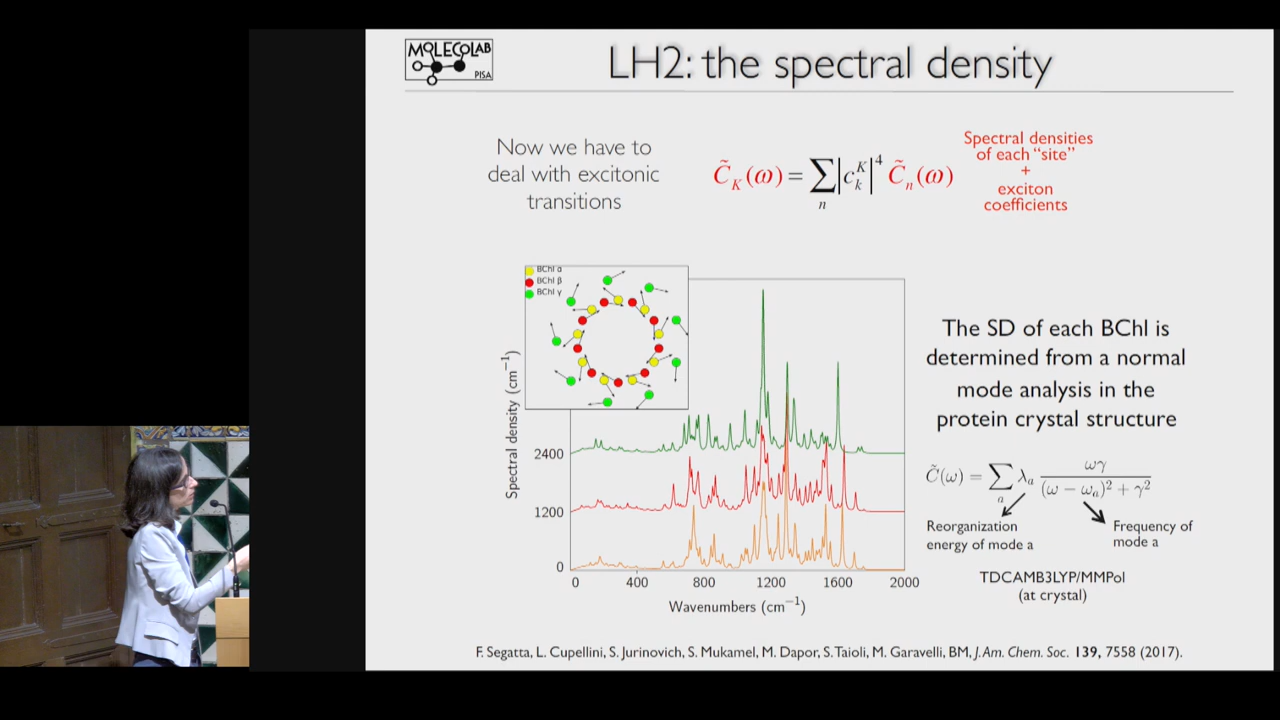 MOLECOLAB
PISA
LH2: the spectral density
Now we have to
deal with excitonic
transitions
C̃_K(ω) = ∑_n |c_k^K|^4 C̃_n(ω)
Spectral densities
of each “site”
+
exciton
coefficients
BChl α
BChl β
BChl γ
Spectral density (cm⁻¹)
2400
1200
0
0 400 800 1200 1600 2000
Wavenumbers (cm⁻¹)
The SD of each BChl is
determined from a normal
mode analysis in the
protein crystal structure
C̃(ω) = ∑_a λ_a ωγ / ((ω − ω_a)² + γ²)
Reorganization
energy of mode a
Frequency of
mode a
TDCAMB3LYP/MMPol
(at crystal)
F. Segatta, L. Cupellini, S. Jurinovich, S. Mukamel, M. Dapor, S. Taioli, M. Garavelli, BM, J. Am. Chem. Soc. 139, 7558 (2017).